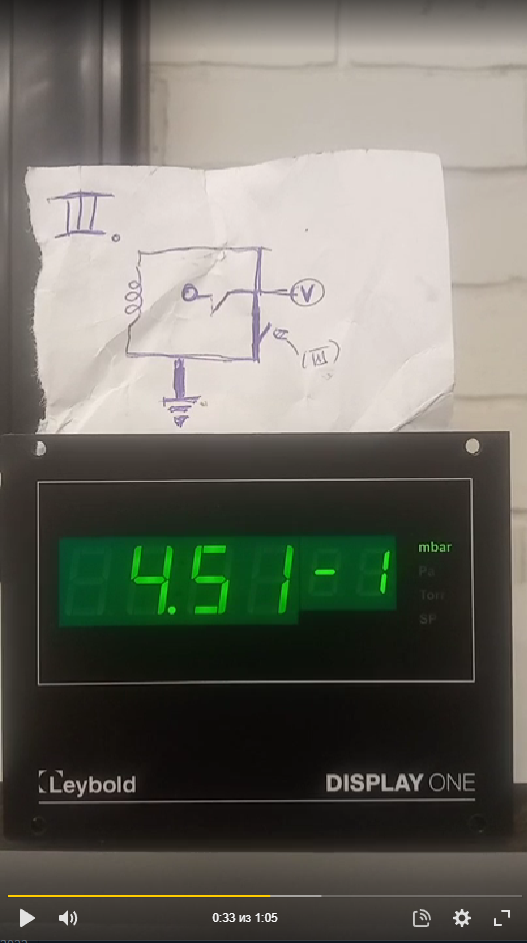 III.
V
(III)
4.51-1
mbar
Pa
Torr
SP
Leybold
DISPLAY ONE
0:33 из 1:05